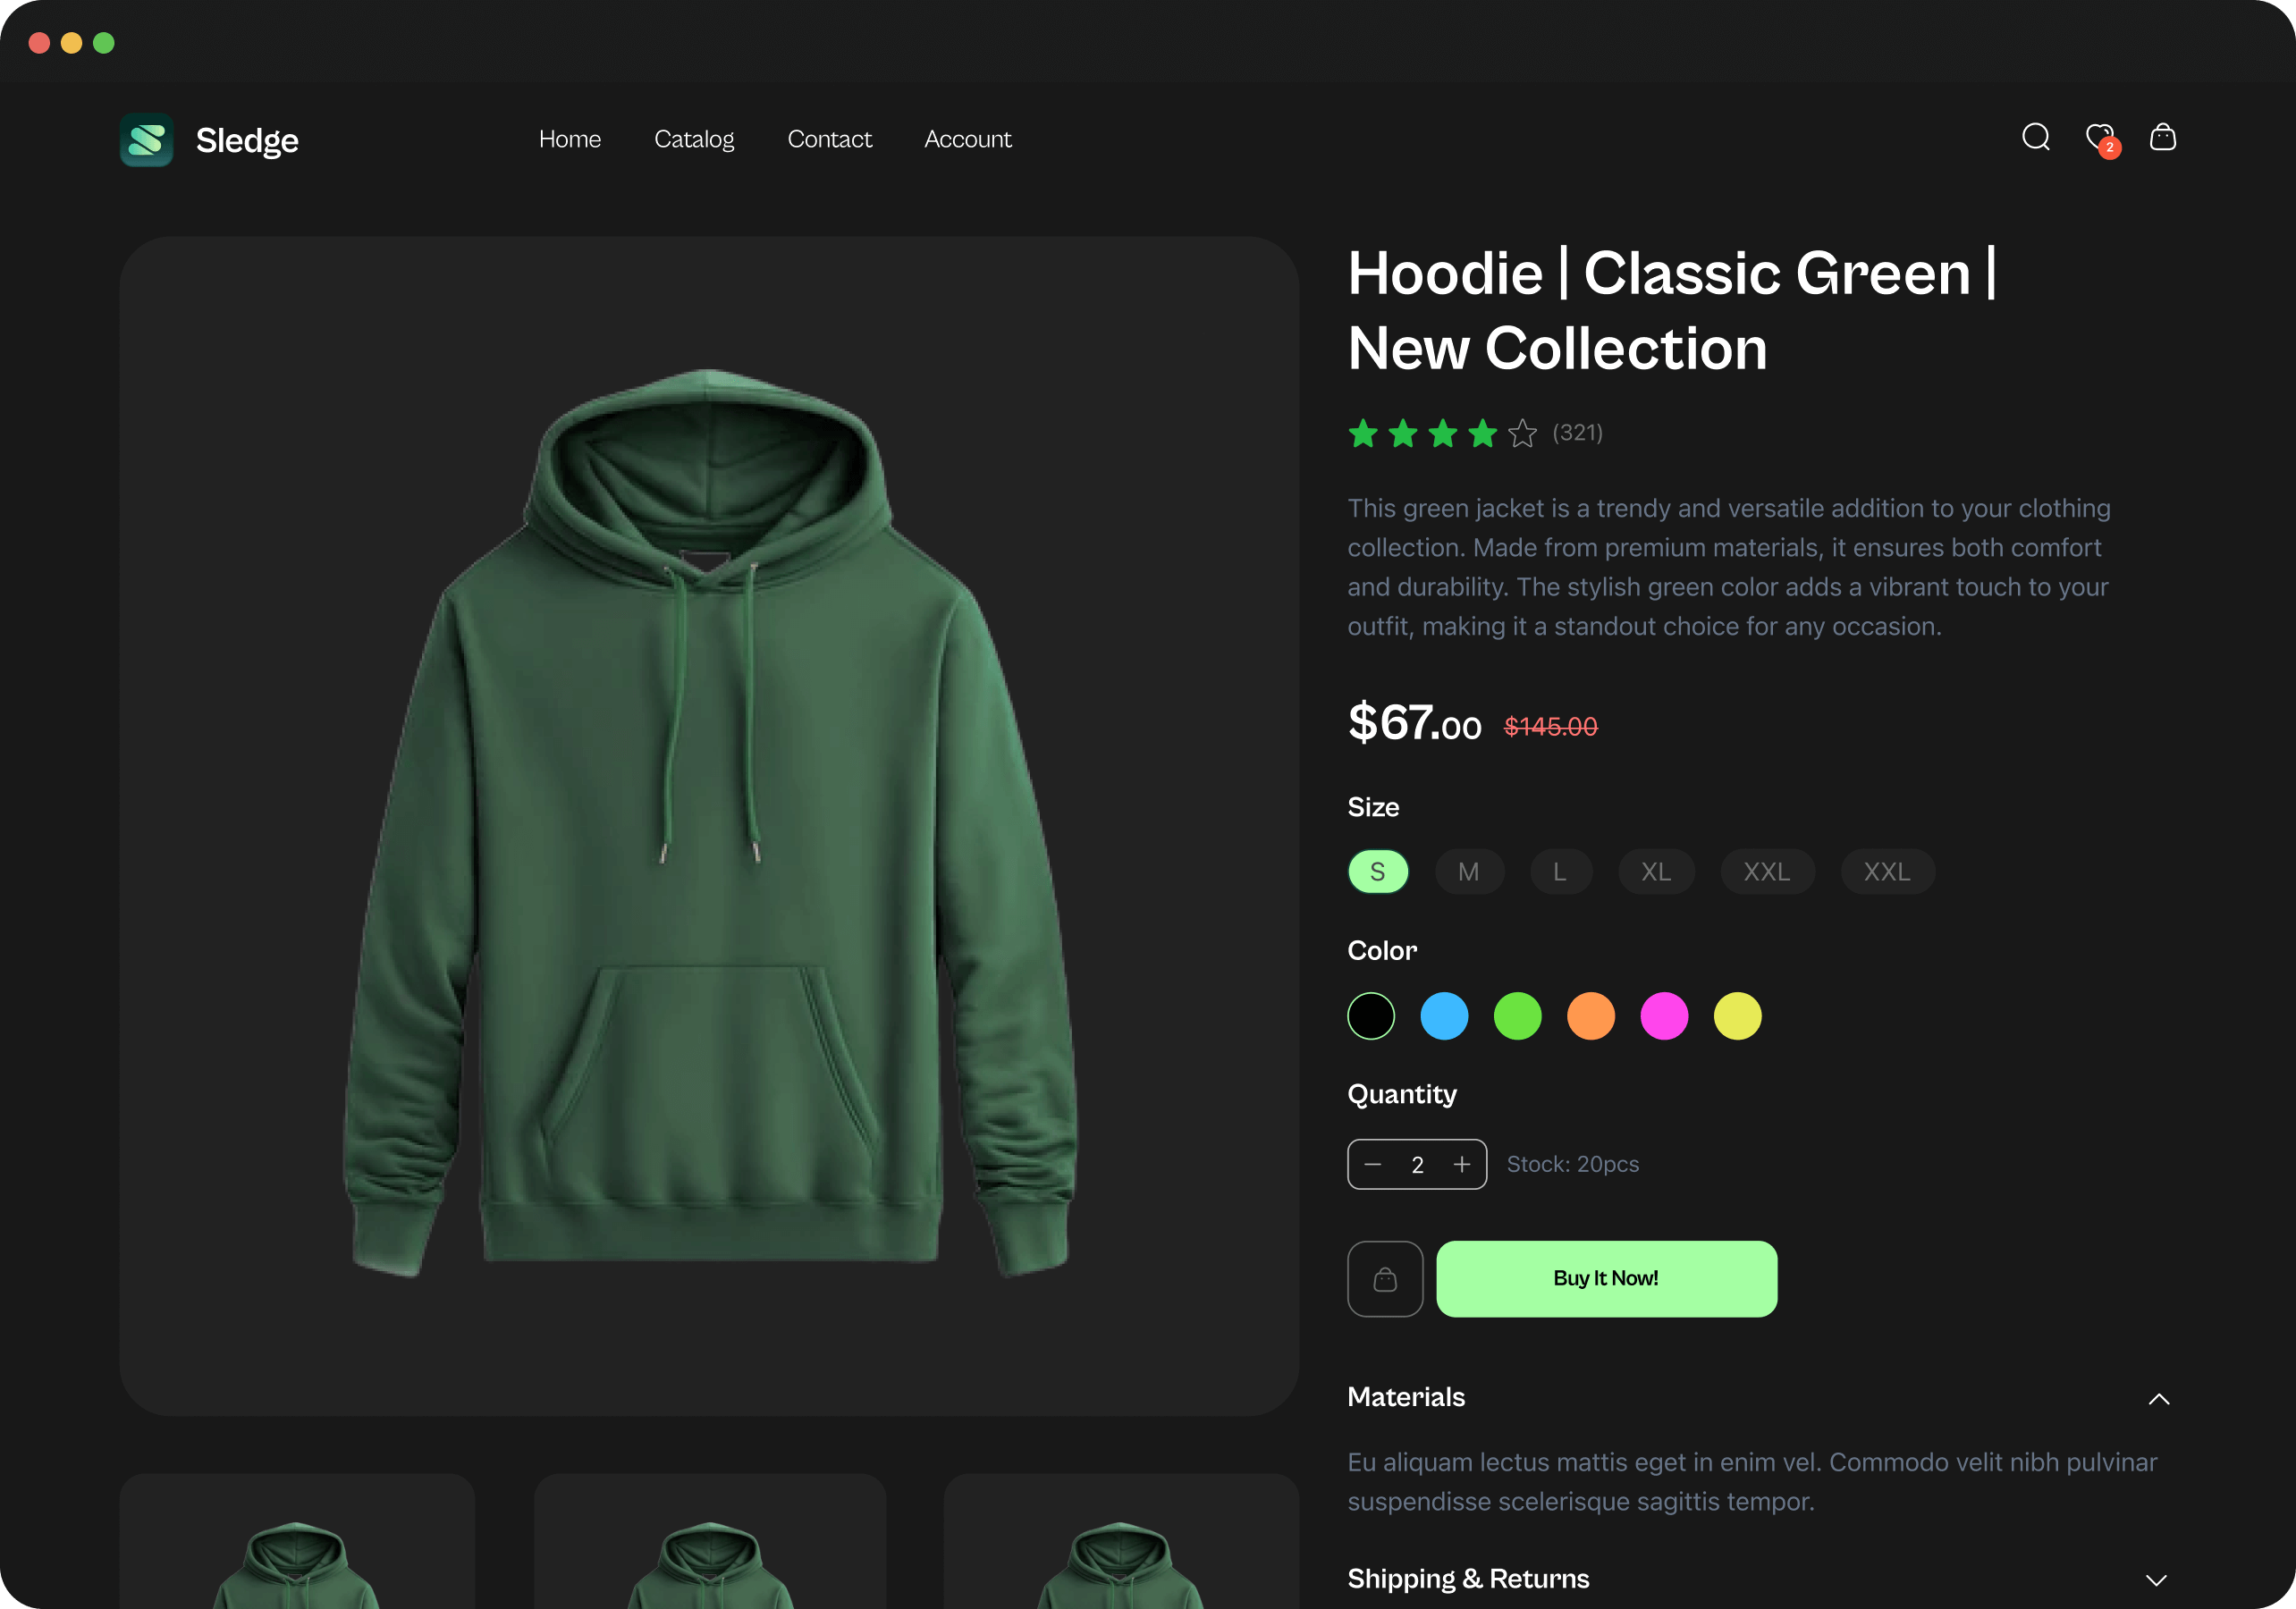 Sledge
Home
Catalog
Contact
Account
2
Hoodie | Classic Green |
New Collection
(321)
This green jacket is a trendy and versatile addition to your clothing
collection. Made from premium materials, it ensures both comfort
and durability. The stylish green color adds a vibrant touch to your
outfit, making it a standout choice for any occasion.
$67.00 $145.00
Size
S M L XL XXL XXL
Color
Quantity
− 2 + Stock: 20pcs
Buy It Now!
Materials
Eu aliquam lectus mattis eget in enim vel. Commodo velit nibh pulvinar
suspendisse scelerisque sagittis tempor.
Shipping & Returns